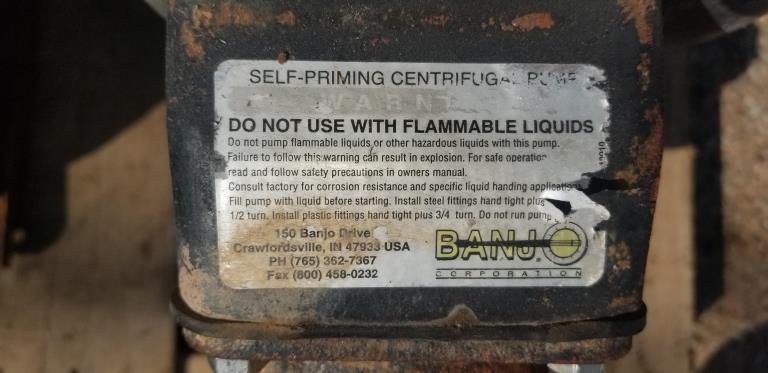 SELF-PRIMING CENTRIFUGAL PUMP
WARN
DO NOT USE WITH FLAMMABLE LIQUIDS
Do not pump flammable liquids or other hazardous liquids with this pump.
Failure to follow this warning can result in explosion. For safe operation
read and follow safety precautions in owners manual.
Consult factory for corrosion resistance and specific liquid handing applications
Fill pump with liquid before starting. Install steel fittings hand tight plus
1/2 turn. Install plastic fittings hand tight plus 3/4 turn. Do not run pump
150 Banjo Drive
Crawfordsville, IN 47933 USA
PH (765) 362-7367
Fax (800) 458-0232
BANJO
CORPORATION